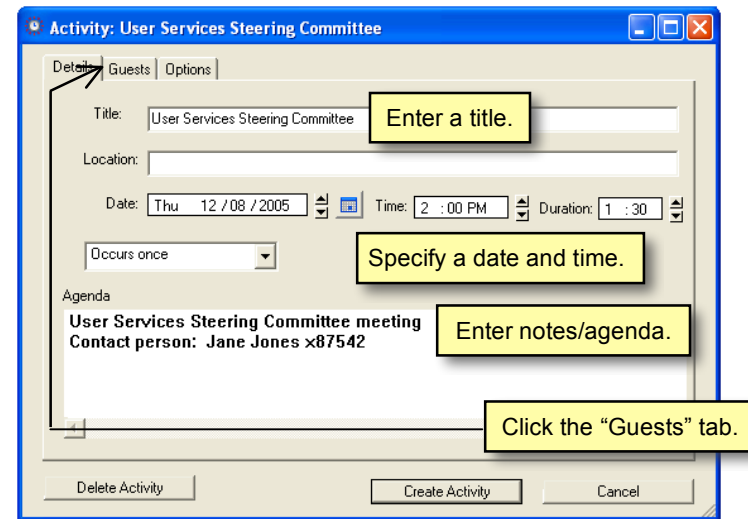 Activity: User Services Steering Committee
Details Guests Options
Title: User Services Steering Committee
Enter a title.
Location:
Date: Thu 12 / 08 / 2005 Time: 2 : 00 PM Duration: 1 : 30
Occurs once
Specify a date and time.
Agenda
User Services Steering Committee meeting
Contact person: Jane Jones x87542
Enter notes/agenda.
Click the “Guests” tab.
Delete Activity Create Activity Cancel